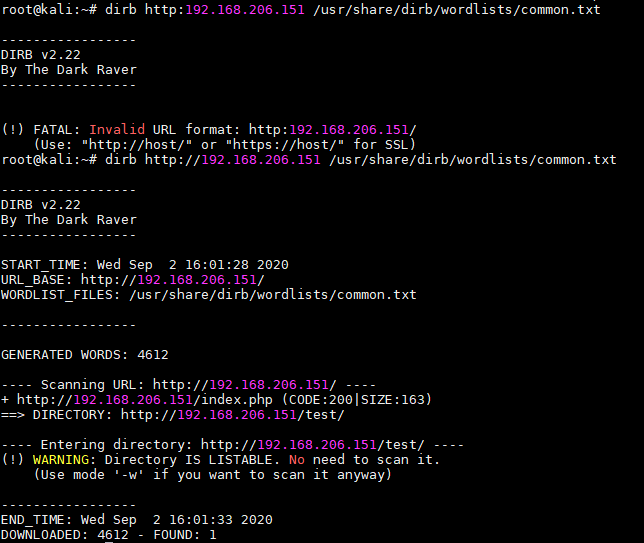 root@kali:~# dirb http:192.168.206.151 /usr/share/dirb/wordlists/common.txt
-----------------
DIRB v2.22
By The Dark Raver
-----------------
(!) FATAL: Invalid URL format: http:192.168.206.151/
    (Use: "http://host/" or "https://host/" for SSL)
root@kali:~# dirb http://192.168.206.151 /usr/share/dirb/wordlists/common.txt
-----------------
DIRB v2.22
By The Dark Raver
-----------------
START_TIME: Wed Sep  2 16:01:28 2020
URL_BASE: http://192.168.206.151/
WORDLIST_FILES: /usr/share/dirb/wordlists/common.txt
-----------------
GENERATED WORDS: 4612
---- Scanning URL: http://192.168.206.151/ ----
+ http://192.168.206.151/index.php (CODE:200|SIZE:163)
==> DIRECTORY: http://192.168.206.151/test/
---- Entering directory: http://192.168.206.151/test/ ----
(!) WARNING: Directory IS LISTABLE. No need to scan it.
    (Use mode '-w' if you want to scan it anyway)
-----------------
END_TIME: Wed Sep  2 16:01:33 2020
DOWNLOADED: 4612 - FOUND: 1